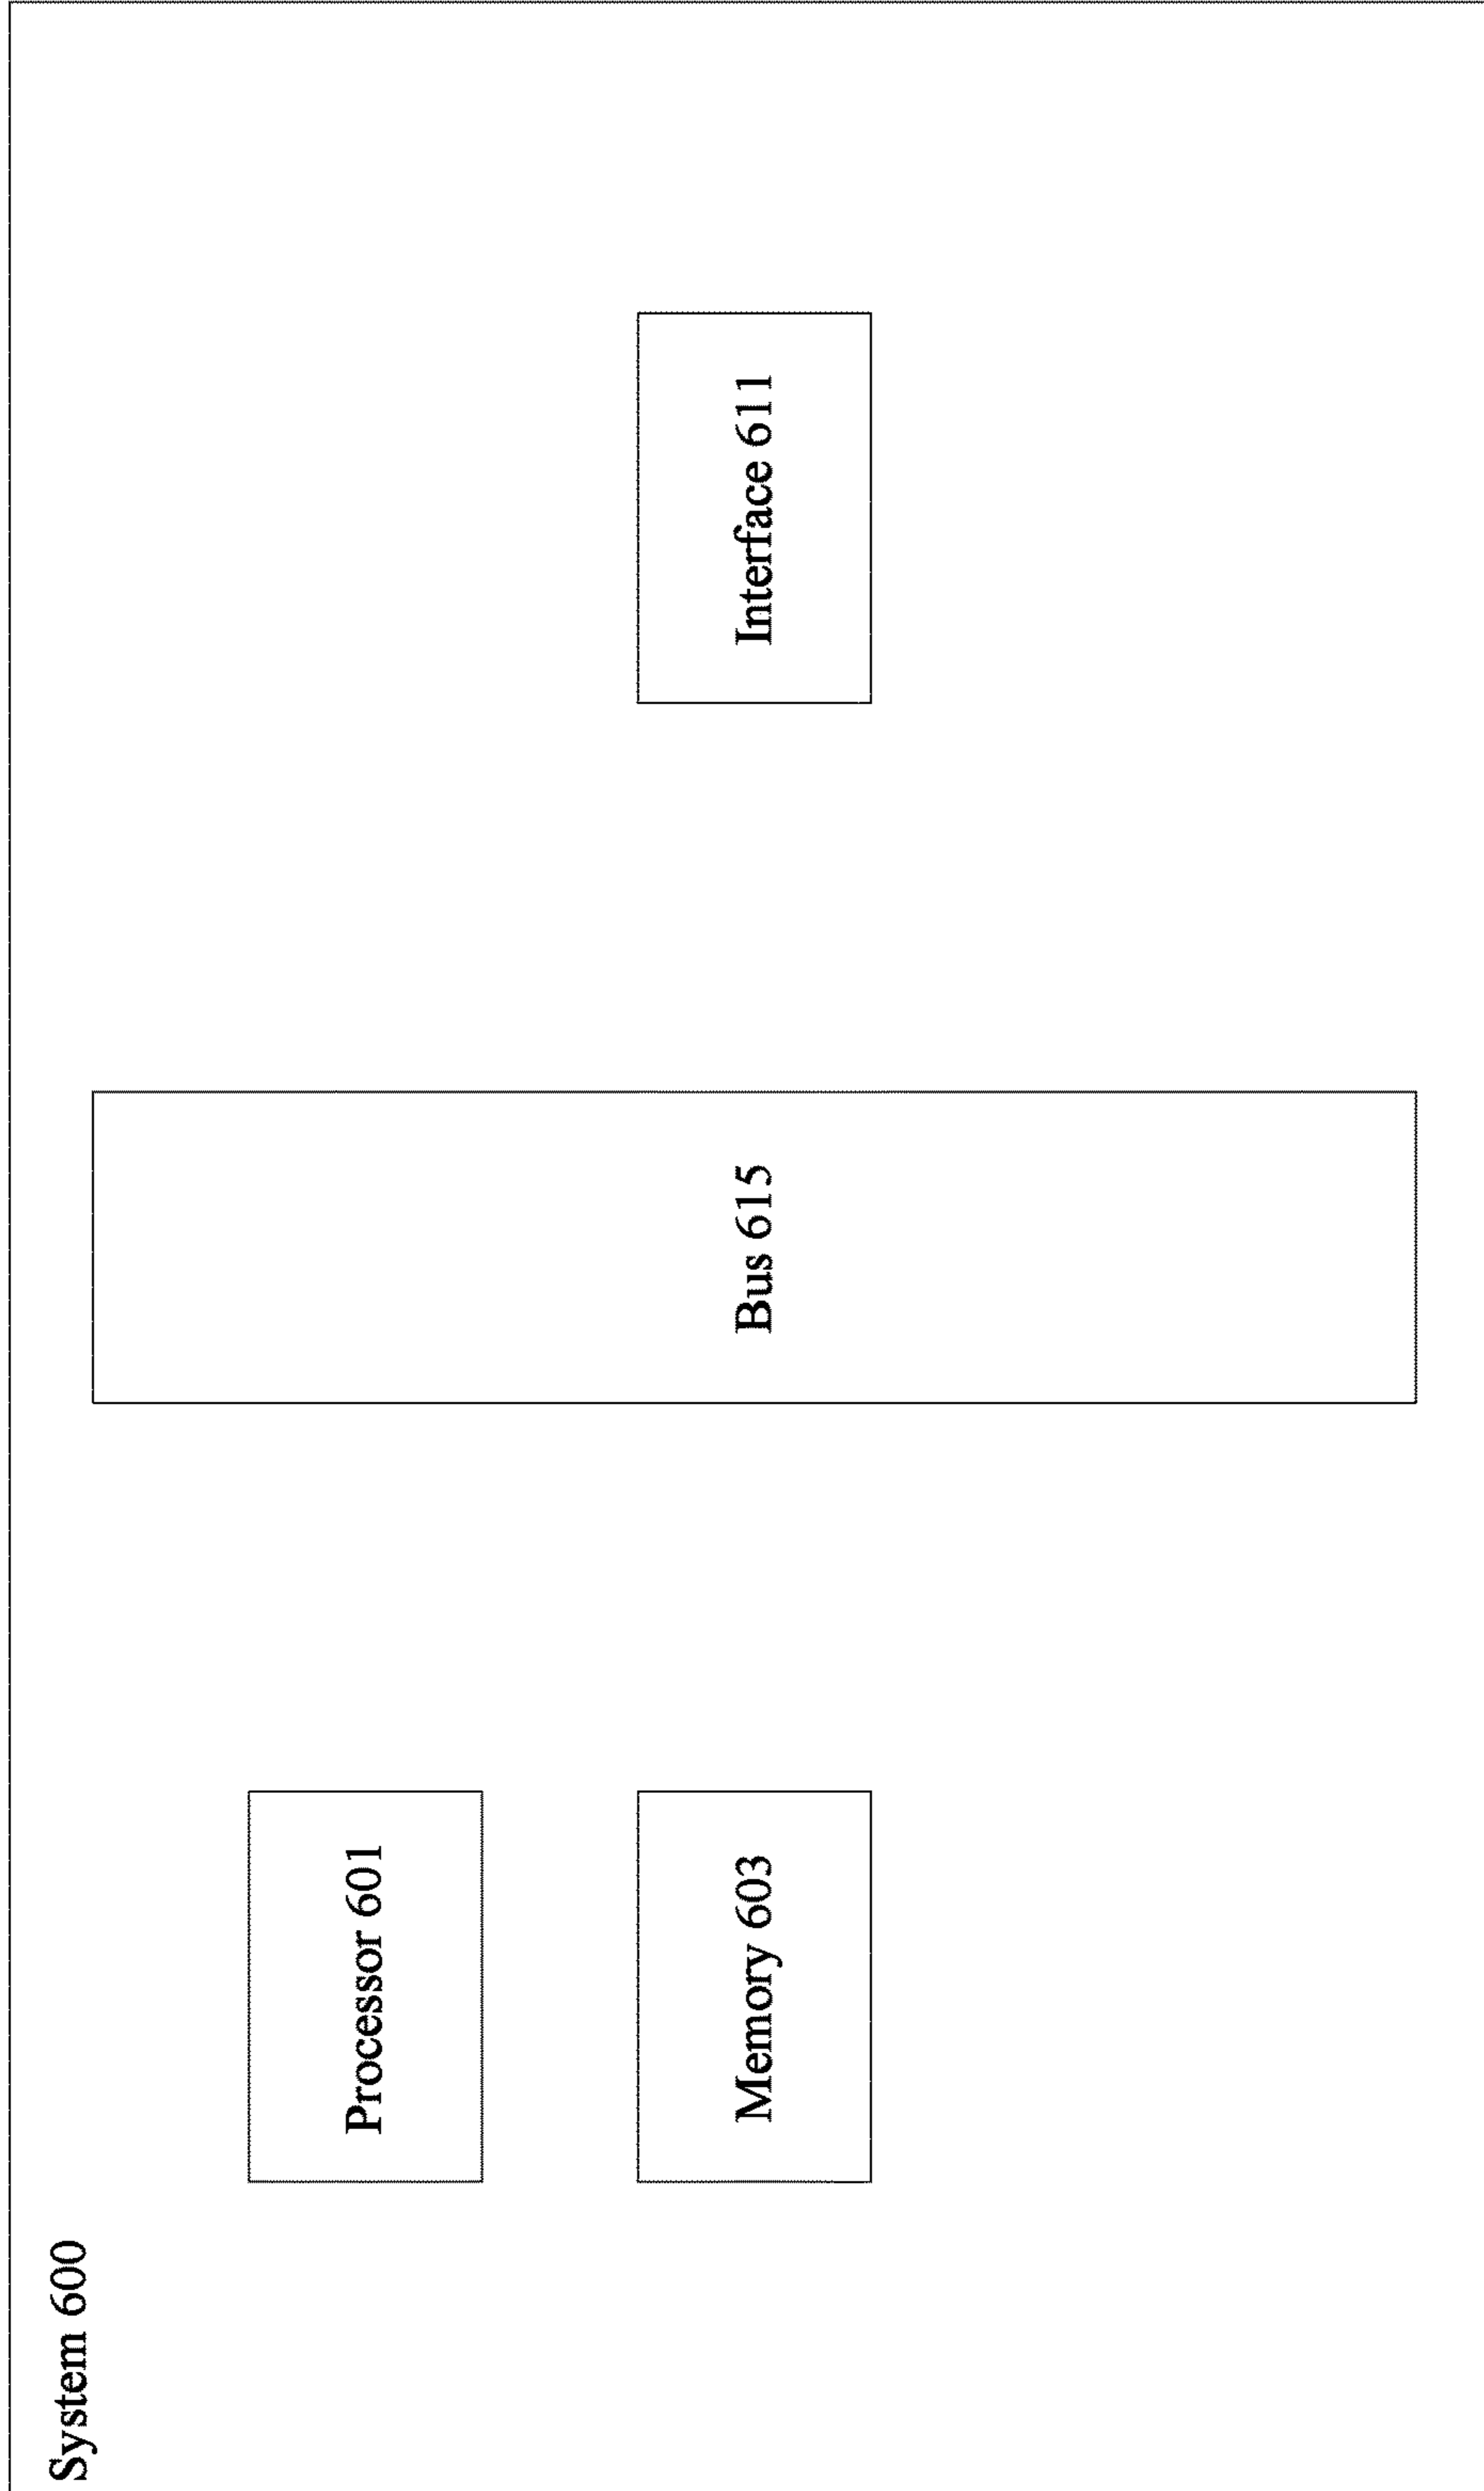 System 600
Processor 601
Memory 603
Bus 615
Interface 611